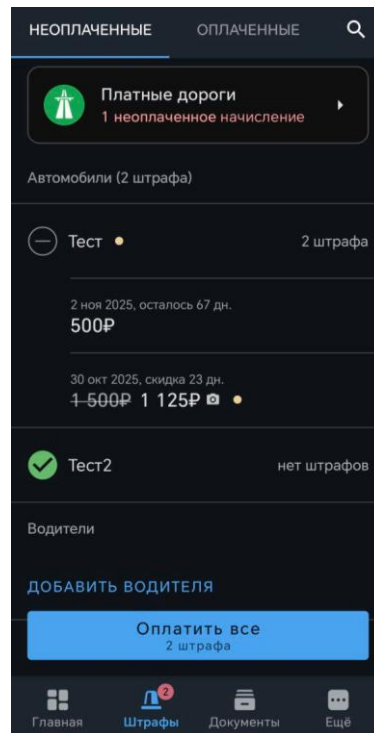 НЕОПЛАЧЕННЫЕ ОПЛАЧЕННЫЕ
Платные дороги
1 неоплаченное начисление
Автомобили (2 штрафа)
Тест 2 штрафа
2 ноя 2025, осталось 67 дн.
500₽
30 окт 2025, скидка 23 дн.
1 500₽ 1 125₽
Тест2 нет штрафов
Водители
ДОБАВИТЬ ВОДИТЕЛЯ
Оплатить все
2 штрафа
2
Главная Штрафы Документы Ещё